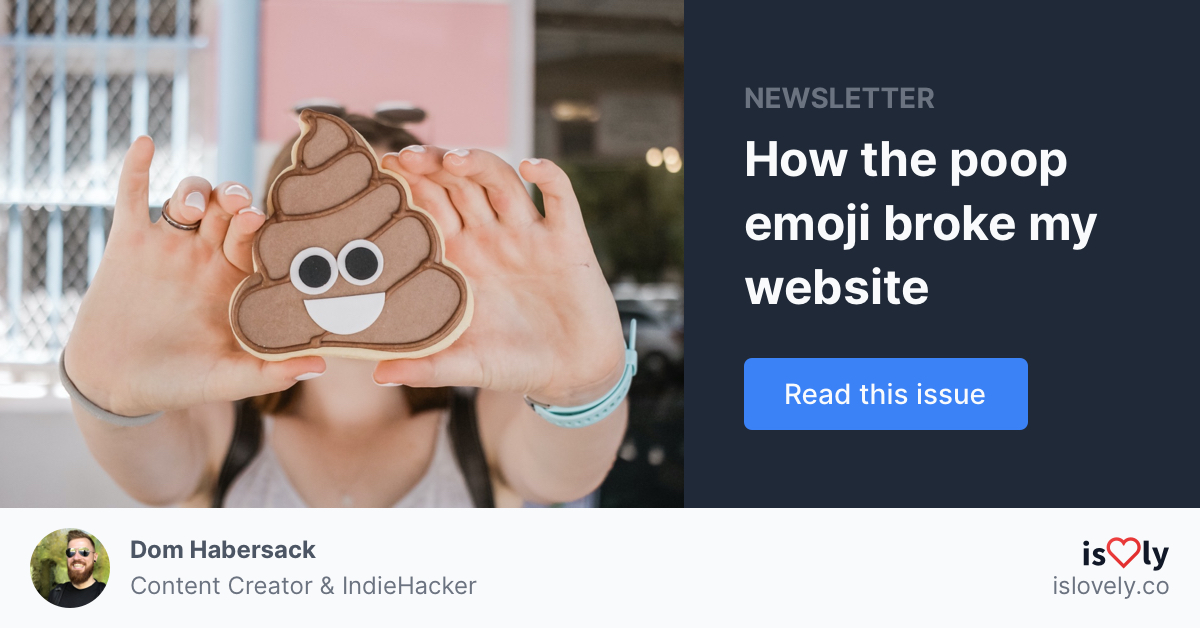 NEWSLETTER
How the poop
emoji broke my
website
Read this issue
Dom Habersack
Content Creator & IndieHacker
is♡ly
islovely.co